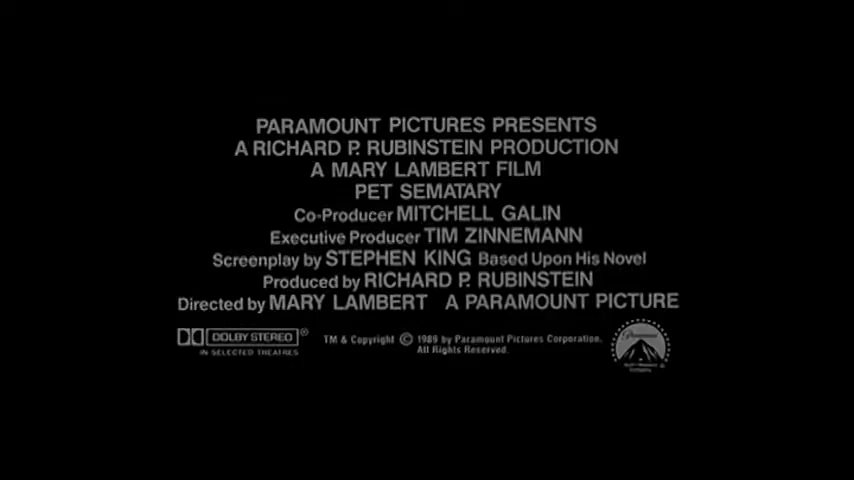 PARAMOUNT PICTURES PRESENTS
A RICHARD P. RUBINSTEIN PRODUCTION
A MARY LAMBERT FILM
PET SEMATARY
Co-Producer MITCHELL GALIN
Executive Producer TIM ZINNEMANN
Screenplay by STEPHEN KING Based Upon His Novel
Produced by RICHARD P. RUBINSTEIN
Directed by MARY LAMBERT A PARAMOUNT PICTURE
DOLBY STEREO ®
IN SELECTED THEATRES
TM & Copyright © 1989 by Paramount Pictures Corporation.
All Rights Reserved.
Paramount